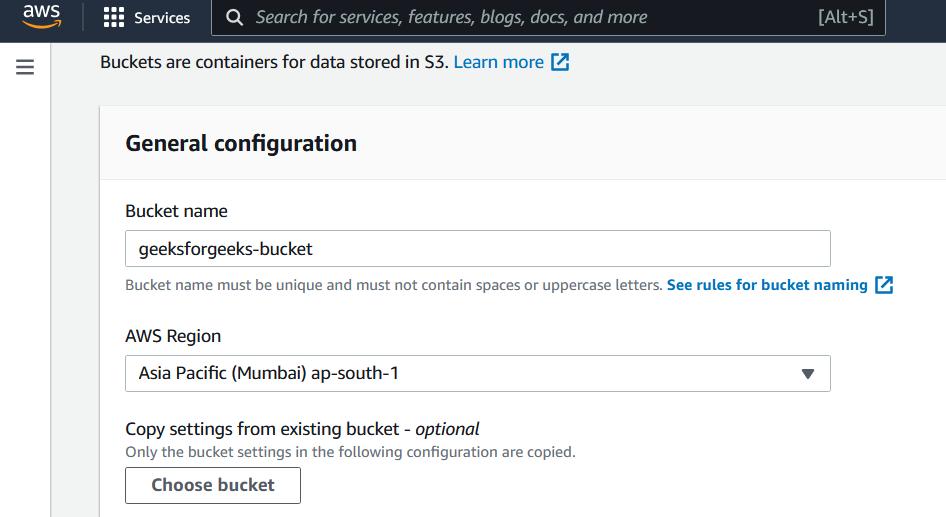 aws Services Search for services, features, blogs, docs, and more [Alt+S]
Buckets are containers for data stored in S3. Learn more
General configuration
Bucket name
geeksforgeeks-bucket
Bucket name must be unique and must not contain spaces or uppercase letters. See rules for bucket naming
AWS Region
Asia Pacific (Mumbai) ap-south-1
Copy settings from existing bucket - optional
Only the bucket settings in the following configuration are copied.
Choose bucket